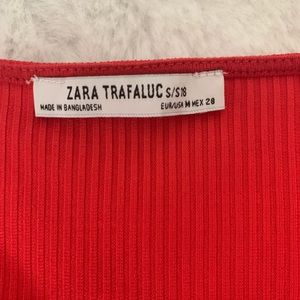 ZARA TRAFALUC S/S18
MADE IN BANGLADESH EUR/USA M MEX 28